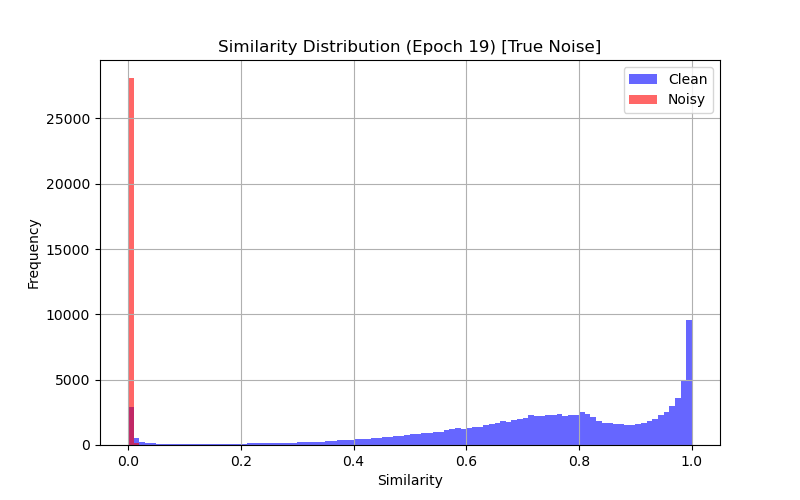 Similarity Distribution (Epoch 19) [True Noise]
Clean
Noisy
Frequency
25000
20000
15000
10000
5000
0
0.0 0.2 0.4 0.6 0.8 1.0
Similarity